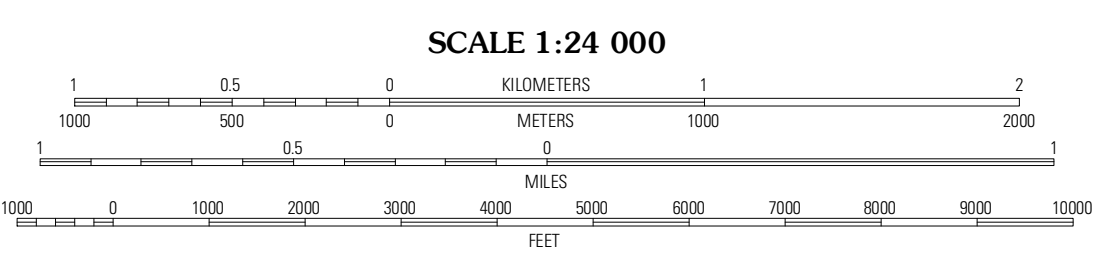 SCALE 1:24 000
1 0.5 0 KILOMETERS 1 2
1000 500 0 METERS 1000 2000
1 0.5 0 1
MILES
1000 0 1000 2000 3000 4000 5000 6000 7000 8000 9000 10000
FEET